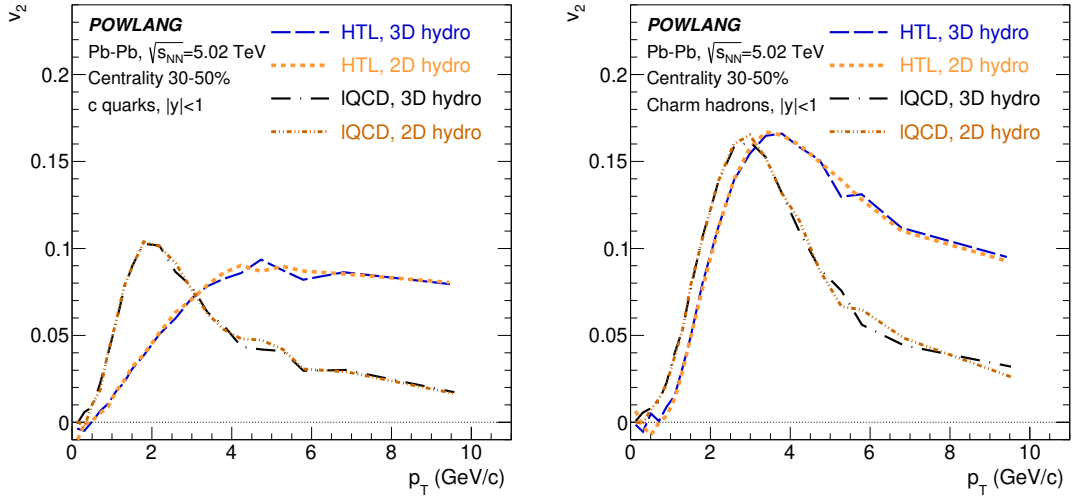 v₂
POWLANG
Pb-Pb, √sNN=5.02 TeV
Centrality 30-50%
c quarks, |y|<1
HTL, 3D hydro
HTL, 2D hydro
lQCD, 3D hydro
lQCD, 2D hydro
0.2
0.15
0.1
0.05
0
0 2 4 6 8 10
p_T (GeV/c)
v₂
POWLANG
Pb-Pb, √sNN=5.02 TeV
Centrality 30-50%
Charm hadrons, |y|<1
HTL, 3D hydro
HTL, 2D hydro
lQCD, 3D hydro
lQCD, 2D hydro
0.2
0.15
0.1
0.05
0
0 2 4 6 8 10
p_T (GeV/c)